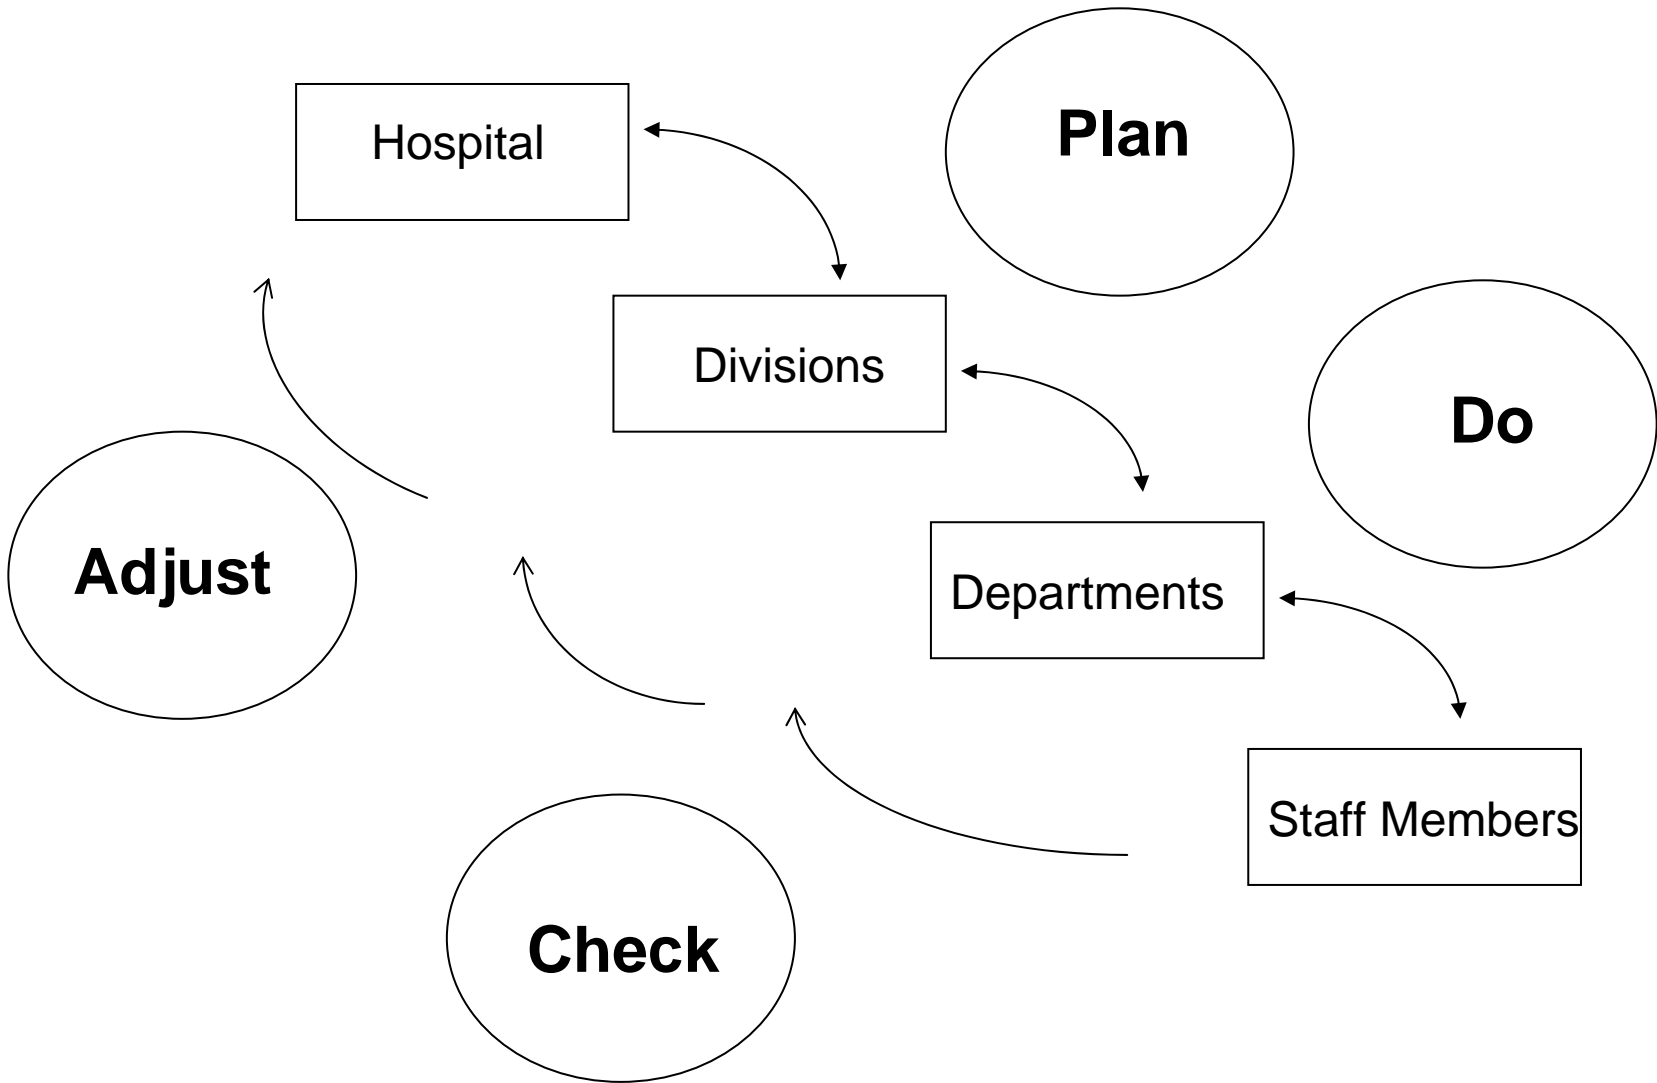 Plan
Hospital
Divisions
Do
Adjust
Departments
Staff Members
Check